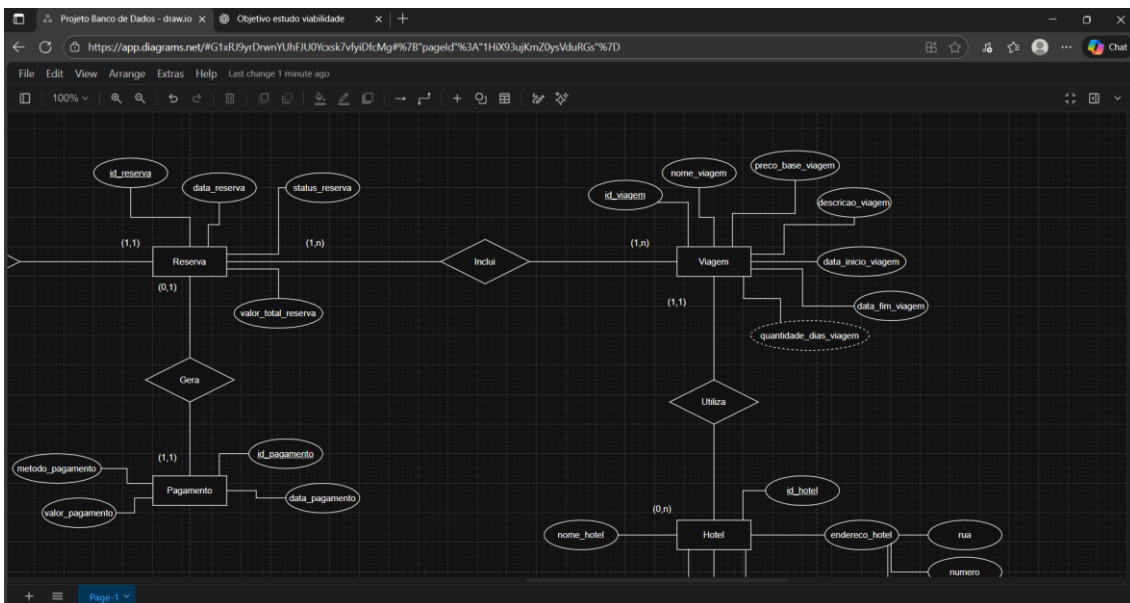 Projeto Banco de Dados - draw.io
Objetivo estudo viabilidade
https://app.diagrams.net/#G1xRJ9yrDrwnYUhFJU0Ycxsk7vfyiDfcMg#%7B"pageId"%3A"1HiX93ujKmZ0ysVduRGs"%7D
Chat
File Edit View Arrange Extras Help Last change 1 minute ago
100%
preco_base_viagem
id_reserva
nome_viagem
data_reserva
status_reserva
id_viagem
descricao_viagem
(1,1)
(1,n)
(1,n)
Reserva
Inclui
Viagem
data_inicio_viagem
(0,1)
(1,1)
data_fim_viagem
valor_total_reserva
quantidade_dias_viagem
Gera
Utiliza
(1,1)
id_pagamento
metodo_pagamento
Pagamento
id_hotel
data_pagamento
(0,n)
valor_pagamento
nome_hotel
Hotel
endereco_hotel
rua
numero
Page-1